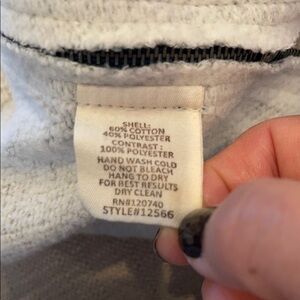 SHELL:
60% COTTON
40% POLYESTER
CONTRAST:
100% POLYESTER
HAND WASH COLD
DO NOT BLEACH
HANG TO DRY
FOR BEST RESULTS
DRY CLEAN
RN#120740
STYLE#12566